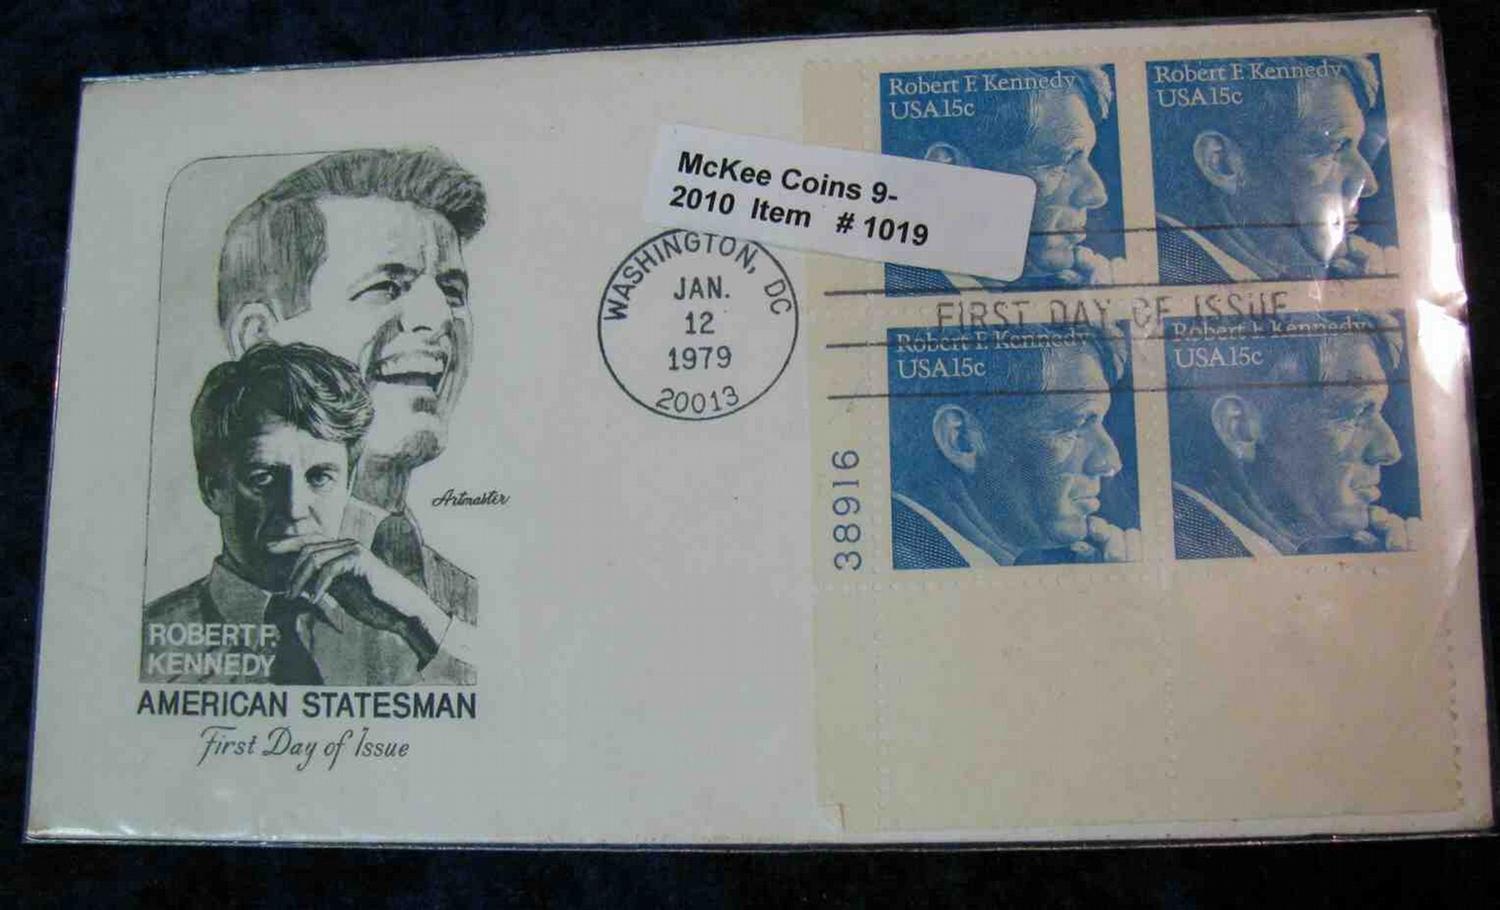 McKee Coins 9-
2010 Item # 1019
Robert F. Kennedy
USA 15c
Robert F. Kennedy
USA 15c
WASHINGTON, DC
JAN.
12
1979
20013
FIRST DAY OF ISSUE
Robert F. Kennedy
USA 15c
Robert F. Kennedy
USA 15c
38916
Artmaster
ROBERT F.
KENNEDY
AMERICAN STATESMAN
First Day of Issue